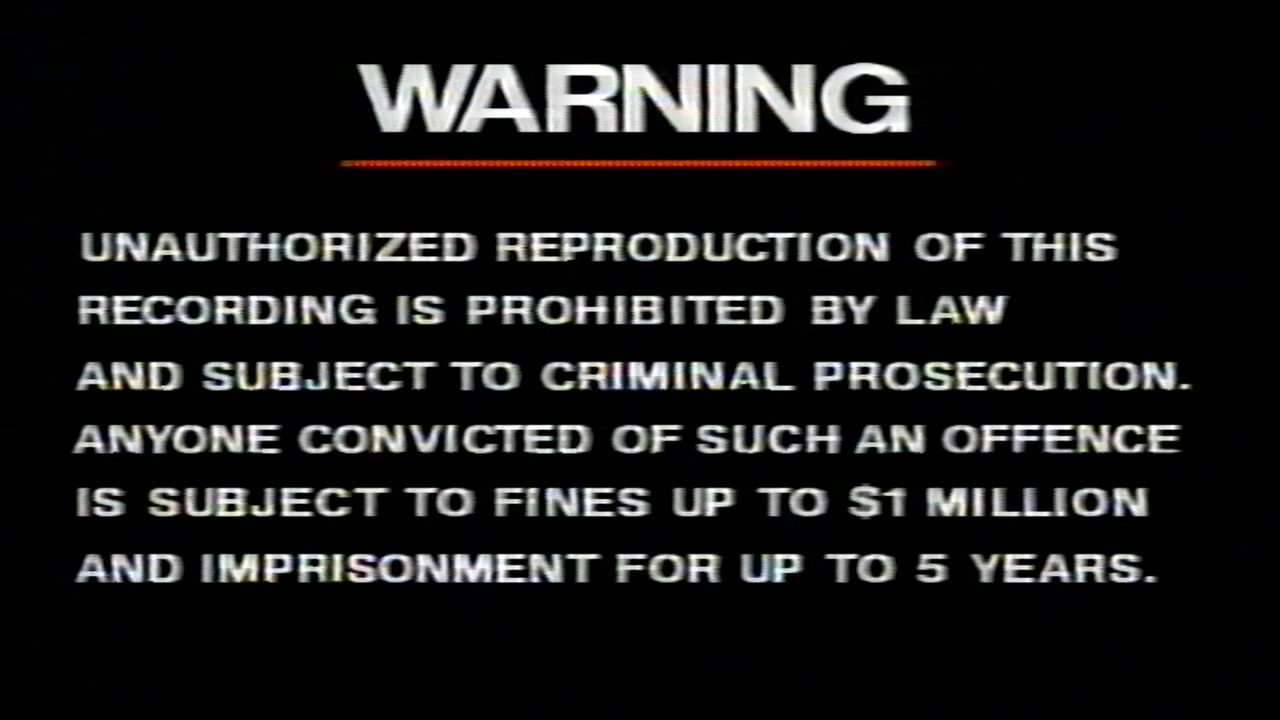 WARNING
UNAUTHORIZED REPRODUCTION OF THIS
RECORDING IS PROHIBITED BY LAW
AND SUBJECT TO CRIMINAL PROSECUTION.
ANYONE CONVICTED OF SUCH AN OFFENCE
IS SUBJECT TO FINES UP TO $1 MILLION
AND IMPRISONMENT FOR UP TO 5 YEARS.